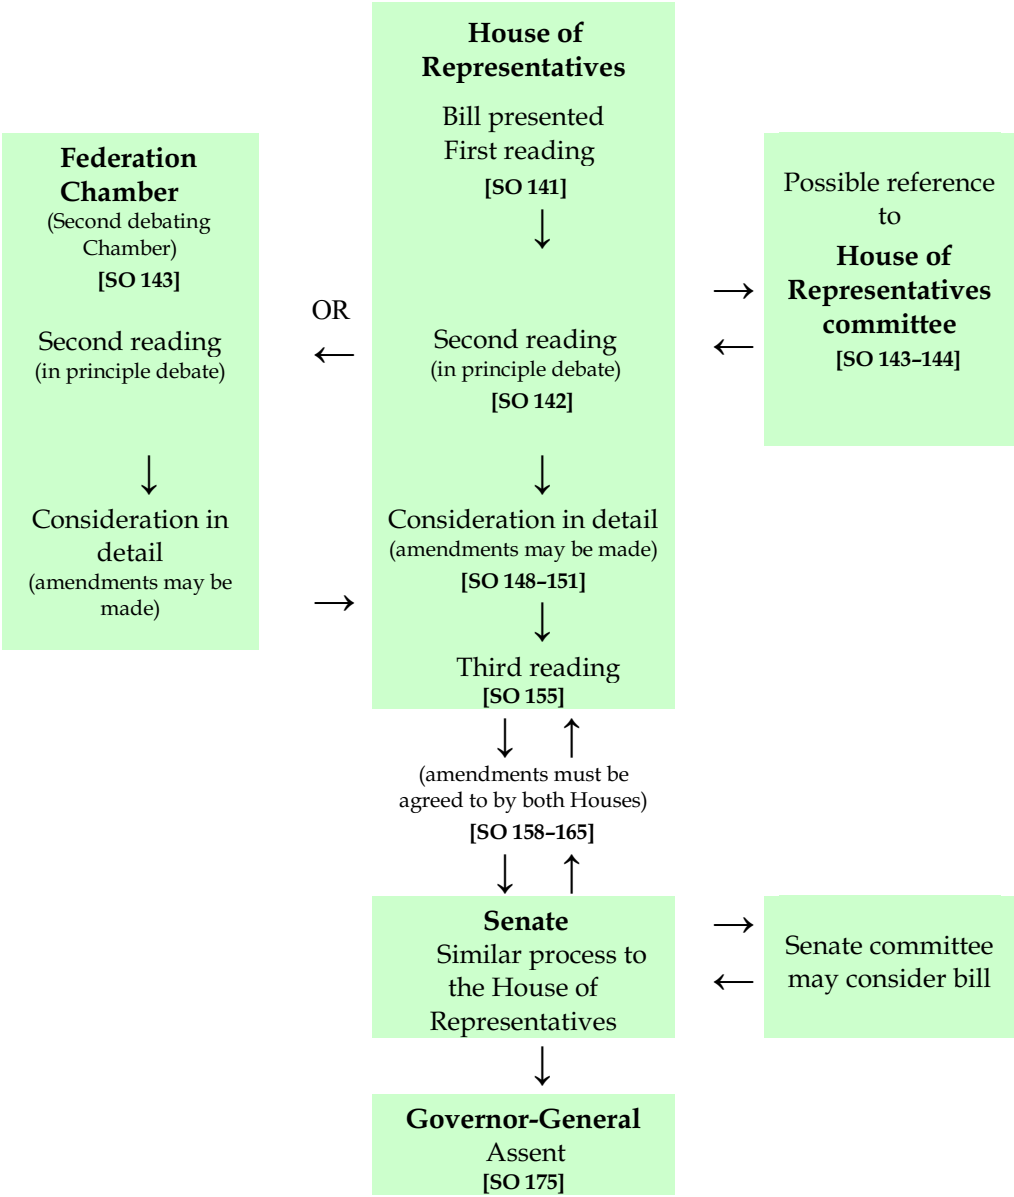 House of
Representatives
Bill presented
First reading
[SO 141]
Federation
Chamber
(Second debating
Chamber)
[SO 143]
Second reading
(in principle debate)
Consideration in
detail
(amendments may be
made)
OR
Second reading
(in principle debate)
[SO 142]
Consideration in detail
(amendments may be made)
[SO 148–151]
Third reading
[SO 155]
Possible reference
to
House of
Representatives
committee
[SO 143–144]
(amendments must be
agreed to by both Houses)
[SO 158–165]
Senate
Similar process to
the House of
Representatives
Senate committee
may consider bill
Governor-General
Assent
[SO 175]